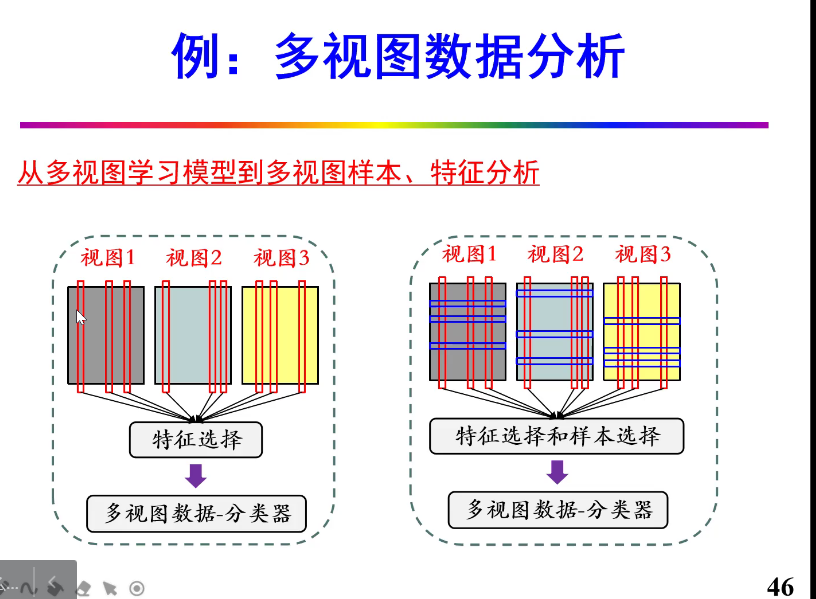 例：多视图数据分析
从多视图学习模型到多视图样本、特征分析
视图1 视图2 视图3
特征选择
多视图数据-分类器
视图1 视图2 视图3
特征选择和样本选择
多视图数据-分类器
46